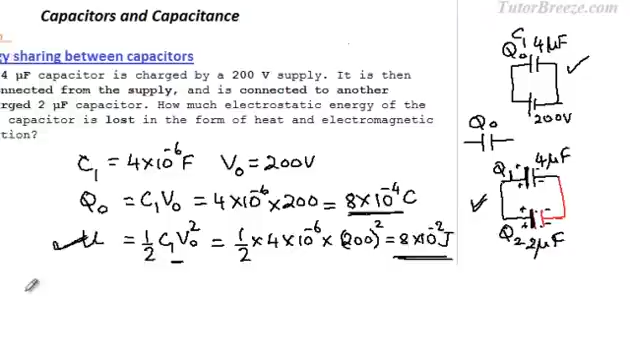 TutorBreeze.com
Capacitors and Capacitance
gy sharing between capacitors
4 µF capacitor is charged by a 200 V supply. It is then
onnected from the supply, and is connected to another
arged 2 µF capacitor. How much electrostatic energy of the
capacitor is lost in the form of heat and electromagnetic
tion?
C₁ = 4×10⁻⁶F V₀ = 200V
Q₀ = C₁V₀ = 4×10⁻⁶×200 = 8×10⁻⁴C
U = 1/2 C₁V₀² = 1/2 × 4×10⁻⁶ × (200)² = 8×10⁻²J
C₁ 4µF
Q₀
200V
Q₀
Q₁ 4µF
+ - + -
+ - + -
Q₂ 2µF